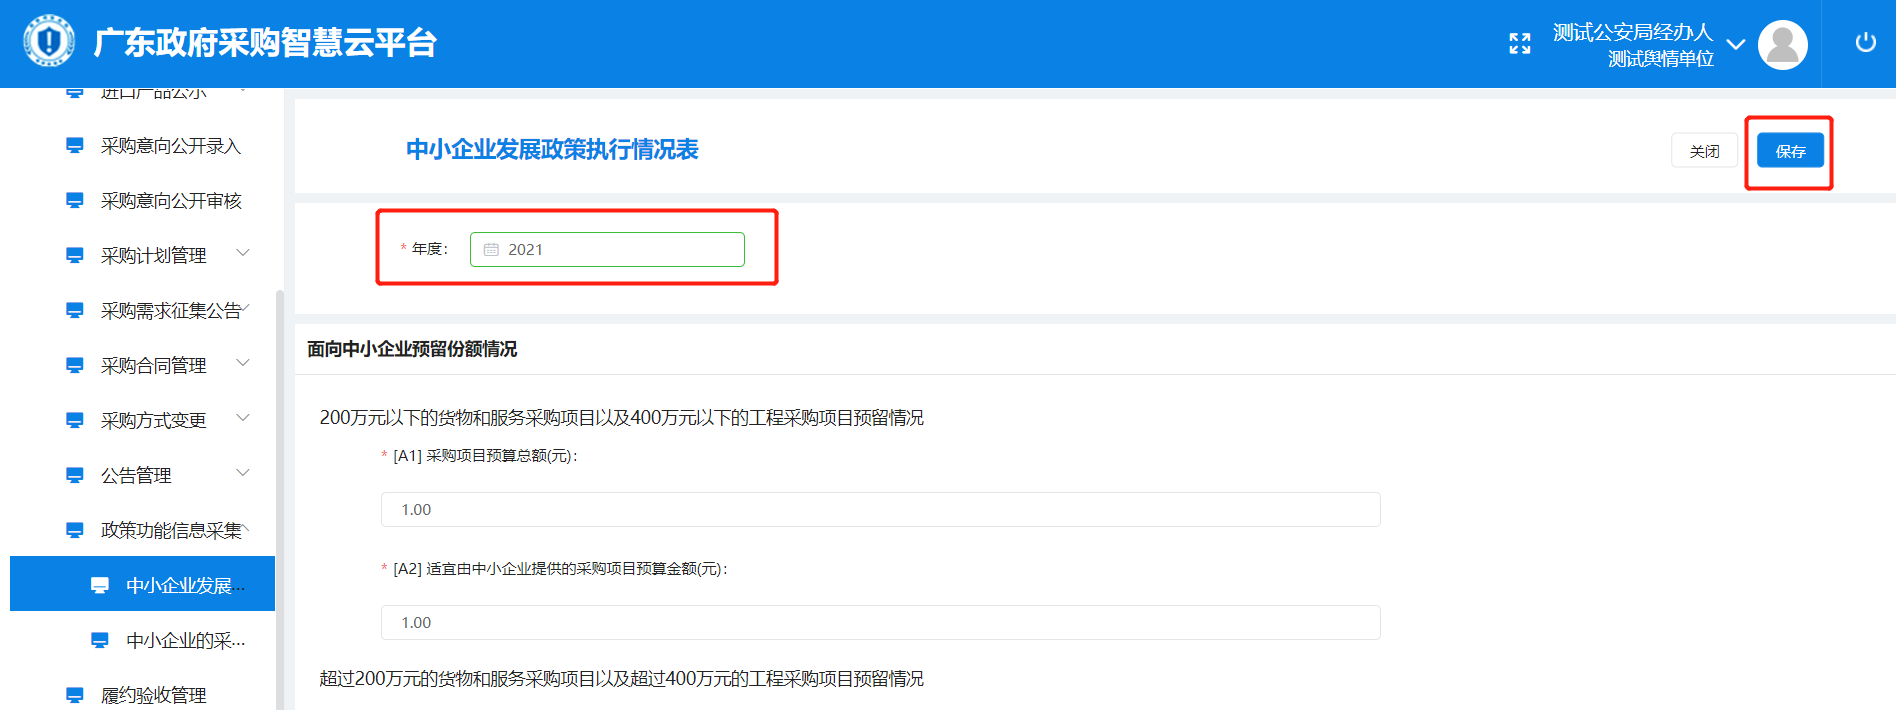 广东政府采购智慧云平台
测试公安局经办人
测试舆情单位
进口产品公示
采购意向公开录入
采购意向公开审核
采购计划管理
采购需求征集公告
采购合同管理
采购方式变更
公告管理
政策功能信息采集
中小企业发展...
中小企业的采...
履约验收管理
中小企业发展政策执行情况表
关闭
保存
* 年度：
2021
面向中小企业预留份额情况
200万元以下的货物和服务采购项目以及400万元以下的工程采购项目预留情况
* [A1] 采购项目预算总额(元)：
1.00
* [A2] 适宜由中小企业提供的采购项目预算金额(元)：
1.00
超过200万元的货物和服务采购项目以及超过400万元的工程采购项目预留情况